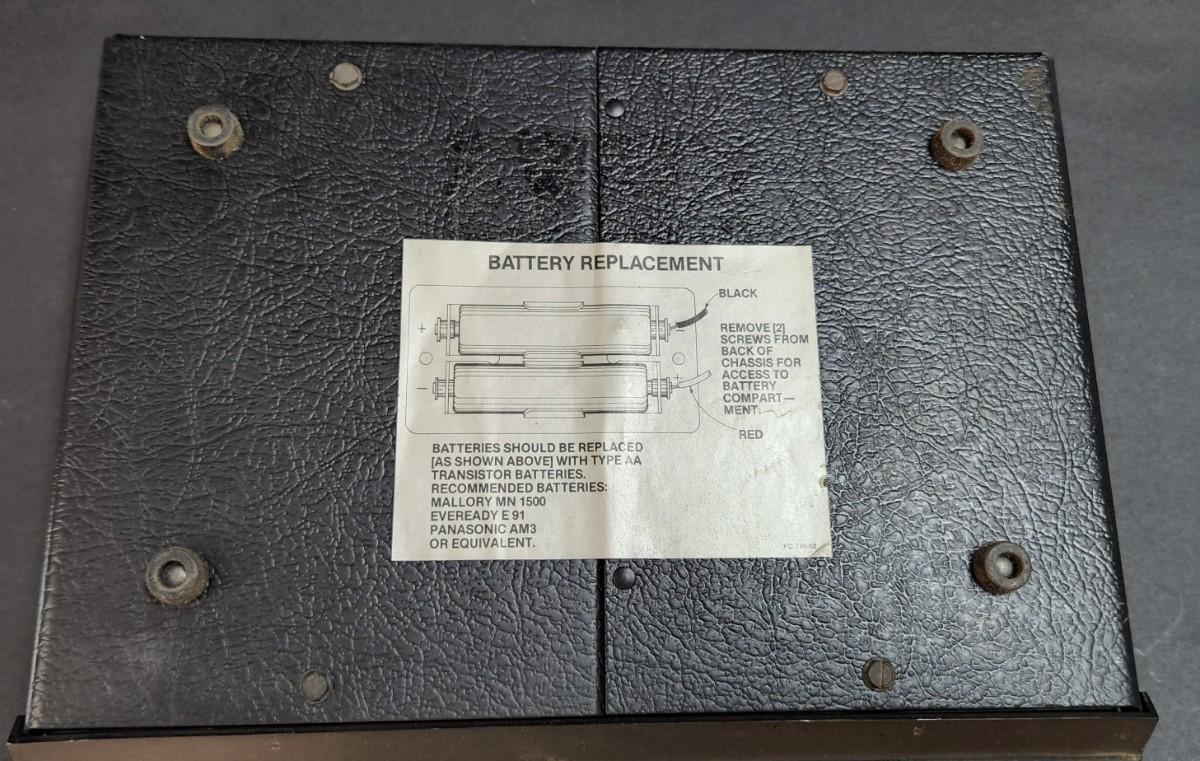 BATTERY REPLACEMENT
BLACK
+
−
−
REMOVE [2]
SCREWS FROM
BACK OF
CHASSIS FOR
ACCESS TO
BATTERY
COMPART—
MENT.
RED
BATTERIES SHOULD BE REPLACED
[AS SHOWN ABOVE] WITH TYPE AA
TRANSISTOR BATTERIES.
RECOMMENDED BATTERIES:
MALLORY MN 1500
EVEREADY E 91
PANASONIC AM3
OR EQUIVALENT.